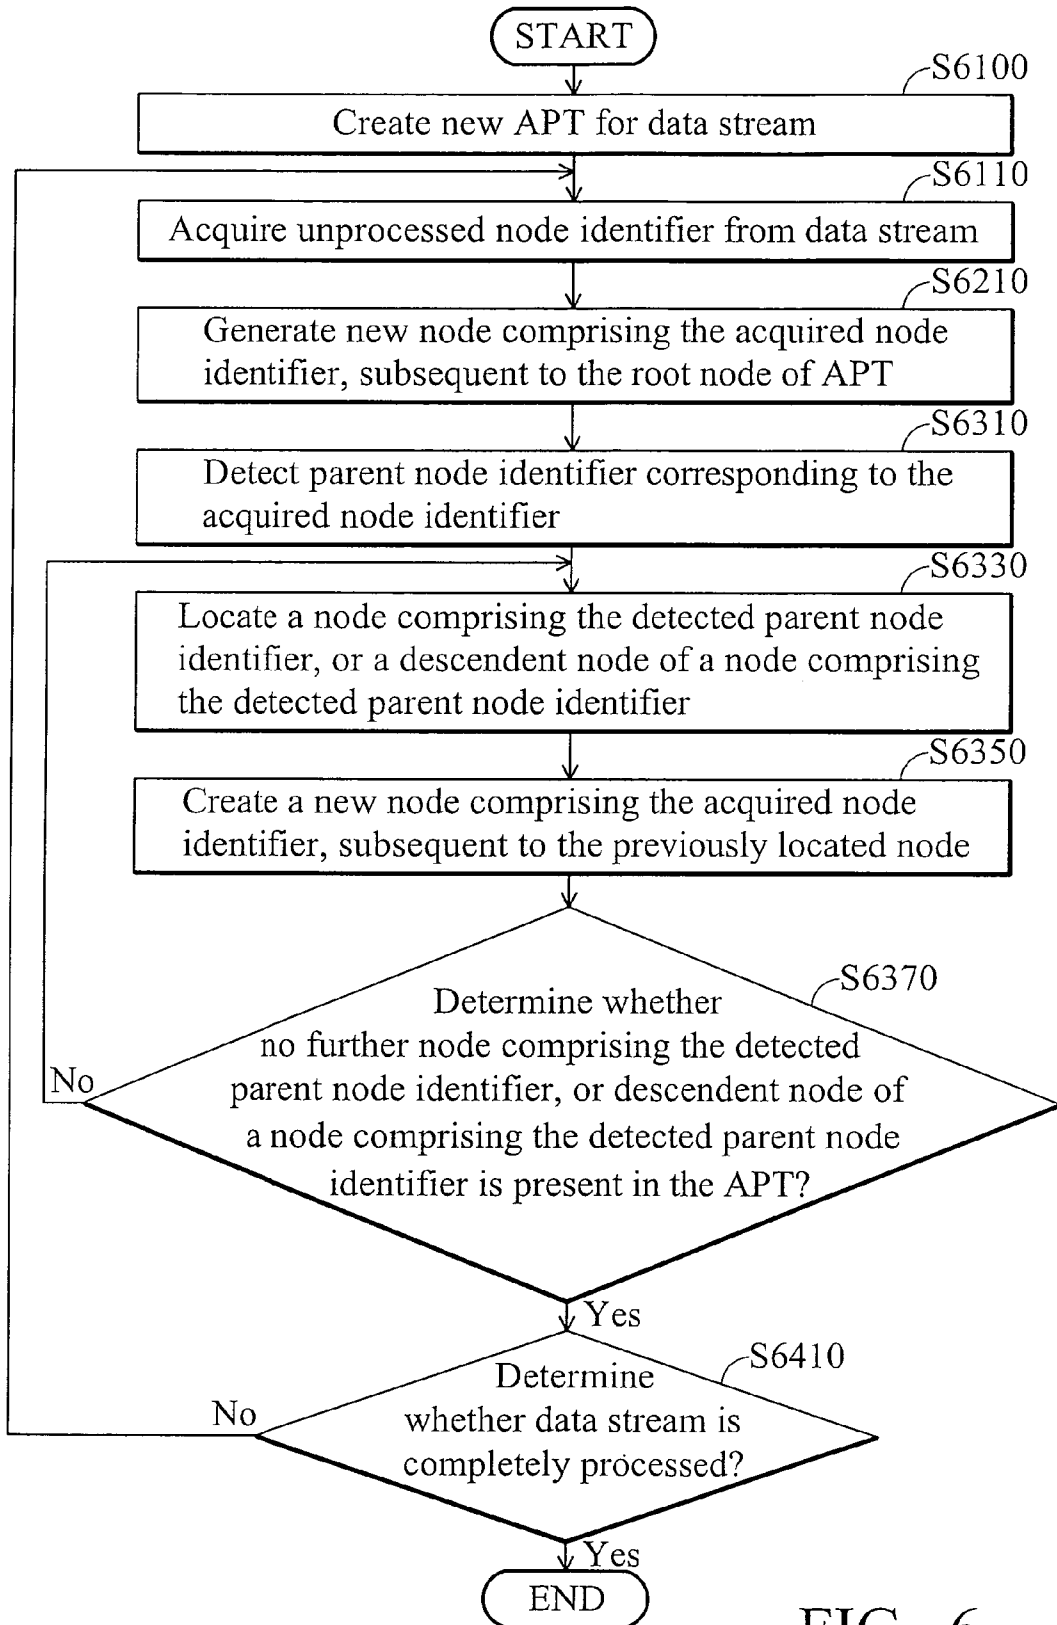 START
S6100
Create new APT for data stream
S6110
Acquire unprocessed node identifier from data stream
S6210
Generate new node comprising the acquired node
identifier, subsequent to the root node of APT
S6310
Detect parent node identifier corresponding to the
acquired node identifier
S6330
Locate a node comprising the detected parent node
identifier, or a descendent node of a node comprising
the detected parent node identifier
S6350
Create a new node comprising the acquired node
identifier, subsequent to the previously located node
S6370
Determine whether
no further node comprising the detected
parent node identifier, or descendent node of
a node comprising the detected parent node
identifier is present in the APT?
No
Yes
S6410
Determine
whether data stream is
completely processed?
No
Yes
END
FIG. 6